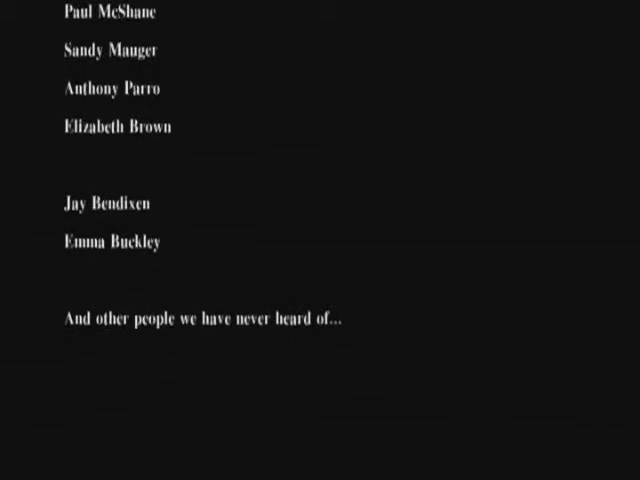 Paul McShane
Sandy Mauger
Anthony Parro
Elizabeth Brown
Jay Bendixen
Emma Buckley
And other people we have never heard of...